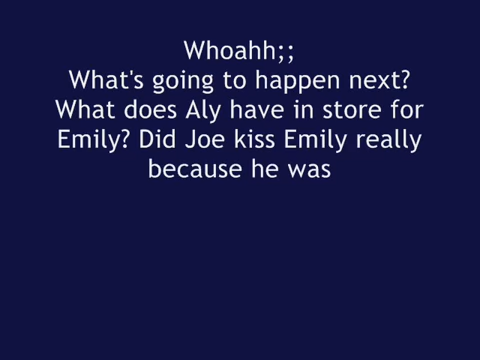 Whoahh;;
What's going to happen next?
What does Aly have in store for
Emily? Did Joe kiss Emily really
because he was